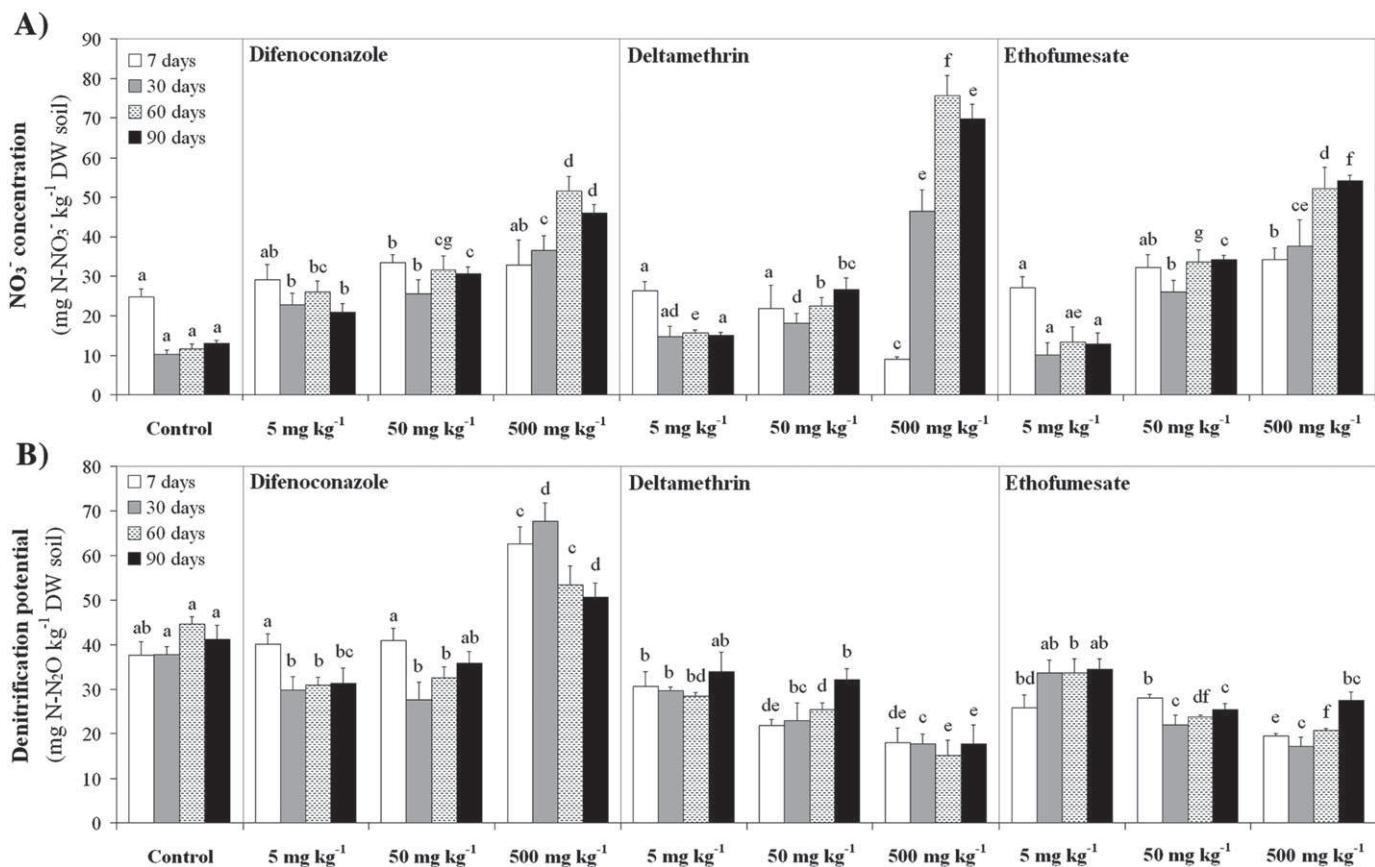 A)
NO₃⁻ concentration
(mg N-NO₃⁻ kg⁻¹ DW soil)
90
80
70
60
50
40
30
20
10
0
7 days
30 days
60 days
90 days
Difenoconazole
Deltamethrin
Ethofumesate
a a a a
ab b bc b
b b cg c
ab c d d
a ad e a
a d b bc
c e f e
a a ae a
ab b g c
b ce d f
Control 5 mg kg⁻¹ 50 mg kg⁻¹ 500 mg kg⁻¹ 5 mg kg⁻¹ 50 mg kg⁻¹ 500 mg kg⁻¹ 5 mg kg⁻¹ 50 mg kg⁻¹ 500 mg kg⁻¹
B)
Denitrification potential
(mg N-N₂O kg⁻¹ DW soil)
80
70
60
50
40
30
20
10
0
7 days
30 days
60 days
90 days
Difenoconazole
Deltamethrin
Ethofumesate
ab a a a
a b b bc
a b b ab
c d c d
b b bd ab
de bc d b
de c e e
bd ab b ab
b c df c
e c f bc
Control 5 mg kg⁻¹ 50 mg kg⁻¹ 500 mg kg⁻¹ 5 mg kg⁻¹ 50 mg kg⁻¹ 500 mg kg⁻¹ 5 mg kg⁻¹ 50 mg kg⁻¹ 500 mg kg⁻¹